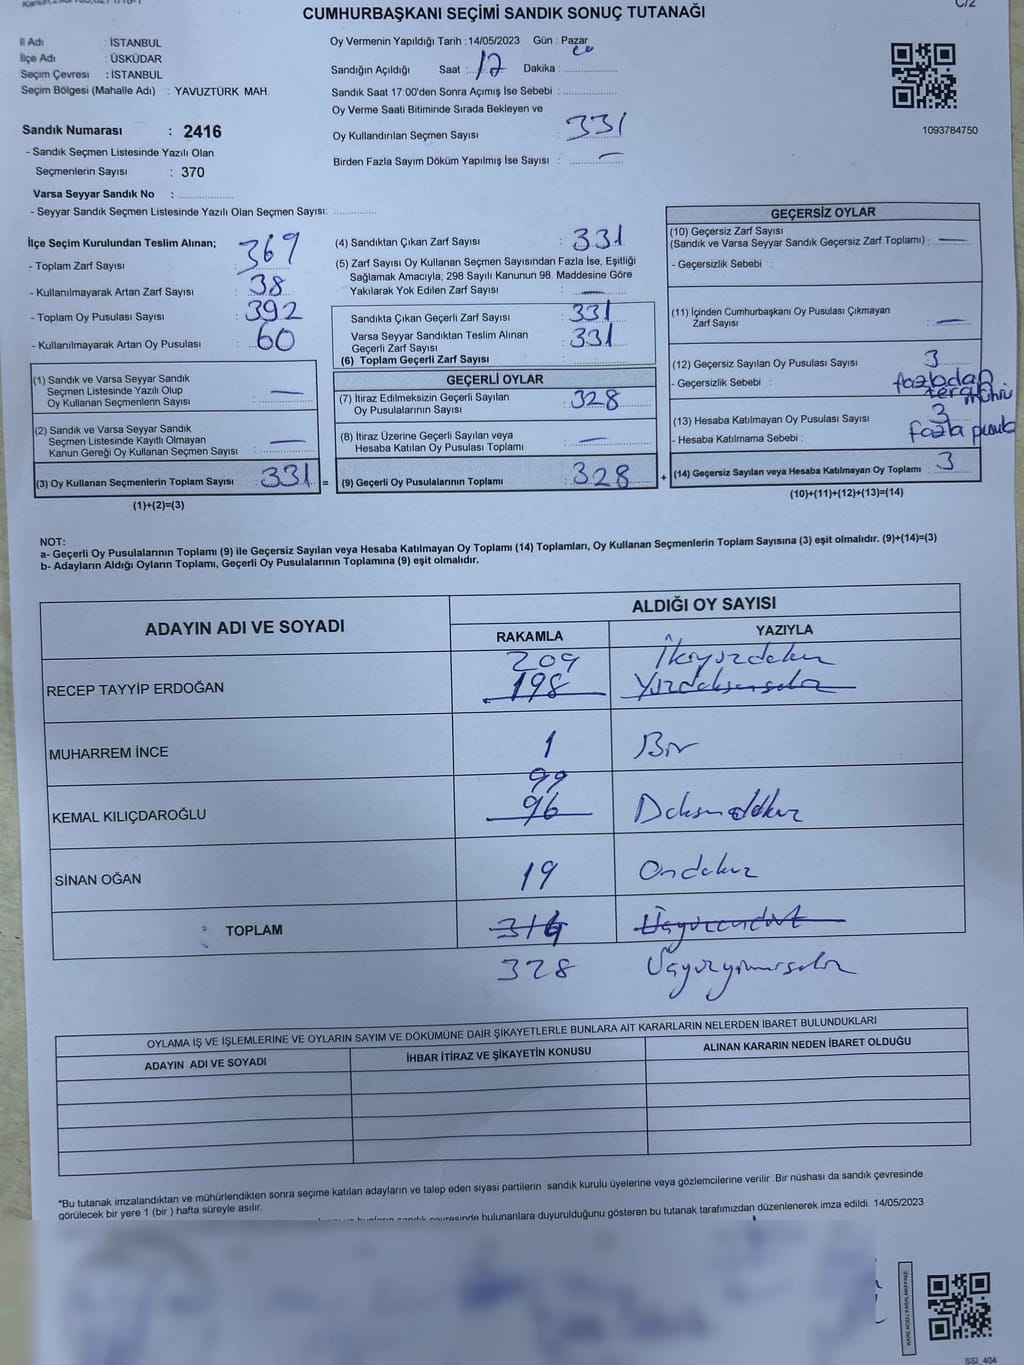 CUMHURBAŞKANI SEÇİMİ SANDIK SONUÇ TUTANAĞI
C/2
İl Adı : İSTANBUL
İlçe Adı : ÜSKÜDAR
Seçim Çevresi : İSTANBUL
Seçim Bölgesi (Mahalle Adı) : YAVUZTÜRK MAH.
Sandık Numarası : 2416
- Sandık Seçmen Listesinde Yazılı Olan
Seçmenlerin Sayısı : 370
Varsa Seyyar Sandık No :
- Seyyar Sandık Seçmen Listesinde Yazılı Olan Seçmen Sayısı:
Oy Vermenin Yapıldığı Tarih : 14/05/2023 Gün : Pazar
Sandığın Açıldığı Saat : 17 Dakika :
Sandık Saat 17:00'den Sonra Açımış İse Sebebi :
Oy Verme Saati Bitiminde Sırada Bekleyen ve
Oy Kullandırılan Seçmen Sayısı : 331
Birden Fazla Sayım Döküm Yapılmış İse Sayısı : —
1093784750
İlçe Seçim Kurulundan Teslim Alınan;
- Toplam Zarf Sayısı : 369
- Kullanılmayarak Artan Zarf Sayısı : 38
- Toplam Oy Pusulası Sayısı : 392
- Kullanılmayarak Artan Oy Pusulası : 60
(1) Sandık ve Varsa Seyyar Sandık
Seçmen Listesinde Yazılı Olup
Oy Kullanan Seçmenlerin Sayısı : —
(2) Sandık ve Varsa Seyyar Sandık
Seçmen Listesinde Kayıtlı Olmayan
Kanun Gereği Oy Kullanan Seçmen Sayısı : —
(3) Oy Kullanan Seçmenlerin Toplam Sayısı : 331 =
(1)+(2)=(3)
(4) Sandıktan Çıkan Zarf Sayısı : 331
(5) Zarf Sayısı Oy Kullanan Seçmen Sayısından Fazla İse, Eşitliği
Sağlamak Amacıyla, 298 Sayılı Kanunun 98. Maddesine Göre
Yakılarak Yok Edilen Zarf Sayısı : —
Sandıkta Çıkan Geçerli Zarf Sayısı : 331
Varsa Seyyar Sandıktan Teslim Alınan : 331
Geçerli Zarf Sayısı
(6) Toplam Geçerli Zarf Sayısı :
GEÇERLİ OYLAR
(7) İtiraz Edilmeksizin Geçerli Sayılan
Oy Pusulalarının Sayısı : 328
(8) İtiraz Üzerine Geçerli Sayılan veya
Hesaba Katılan Oy Pusulası Toplamı : —
(9) Geçerli Oy Pusulalarının Toplamı : 328 +
GEÇERSİZ OYLAR
(10) Geçersiz Zarf Sayısı
(Sandık ve Varsa Seyyar Sandık Geçersiz Zarf Toplamı) : —
- Geçersizlik Sebebi :
(11) İçinden Cumhurbaşkanı Oy Pusulası Çıkmayan
Zarf Sayısı : —
(12) Geçersiz Sayılan Oy Pusulası Sayısı : 3
- Geçersizlik Sebebi : fazladan
mühür
(13) Hesaba Katılmayan Oy Pusulası Sayısı : 3
- Hesaba Katılmama Sebebi : fazla pusula
(14) Geçersiz Sayılan veya Hesaba Katılmayan Oy Toplamı : 3
(10)+(11)+(12)+(13)=(14)
NOT:
a- Geçerli Oy Pusulalarının Toplamı (9) ile Geçersiz Sayılan veya Hesaba Katılmayan Oy Toplamı (14) Toplamları, Oy Kullanan Seçmenlerin Toplam Sayısına (3) eşit olmalıdır. (9)+(14)=(3)
b- Adayların Aldığı Oyların Toplamı, Geçerli Oy Pusulalarının Toplamına (9) eşit olmalıdır.
ADAYIN ADI VE SOYADI
ALDIĞI OY SAYISI
RAKAMLA YAZIYLA
209 İkiyüzdokuz
RECEP TAYYİP ERDOĞAN 198 Yüzdoksansekiz
MUHARREM İNCE 1 Bir
99
KEMAL KILIÇDAROĞLU 96 Doksandokuz
SİNAN OĞAN 19 Ondokuz
TOPLAM 314 Üçyüzondört
328 Üçyüzyirmisekiz
OYLAMA İŞ VE İŞLEMLERİNE VE OYLARIN SAYIM VE DÖKÜMÜNE DAİR ŞİKAYETLERLE BUNLARA AİT KARARLARIN NELERDEN İBARET BULUNDUKLARI
ADAYIN ADI VE SOYADI İHBAR İTİRAZ VE ŞİKAYETİN KONUSU ALINAN KARARIN NEDEN İBARET OLDUĞU
*Bu tutanak imzalandıktan ve mühürlendikten sonra seçime katılan adayların ve talep eden siyasi partilerin sandık kurulu üyelerine veya gözlemcilerine verilir .Bir nüshası da sandık çevresinde
görülecek bir yere 1 (bir ) hafta süreyle asılır.
sandık çevresinde bulunanlara duyurulduğunu gösteren bu tutanak tarafımızdan düzenlenerek imza edildi. 14/05/2023
KARE KODU KARALAMAYINIZ!
SSI_404